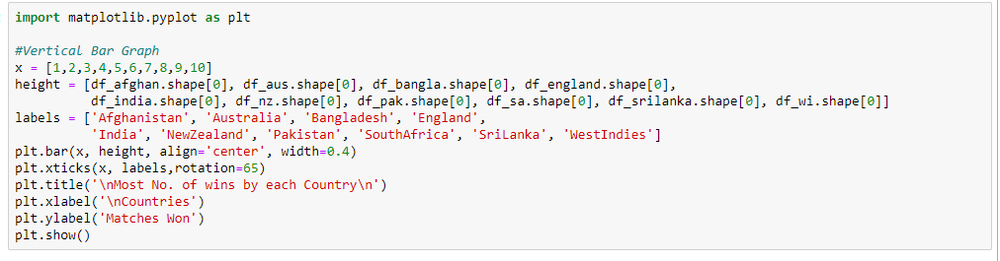 import matplotlib.pyplot as plt
#Vertical Bar Graph
x = [1,2,3,4,5,6,7,8,9,10]
height = [df_afghan.shape[0], df_aus.shape[0], df_bangla.shape[0], df_england.shape[0],
df_india.shape[0], df_nz.shape[0], df_pak.shape[0], df_sa.shape[0], df_srilanka.shape[0], df_wi.shape[0]]
labels = ['Afghanistan', 'Australia', 'Bangladesh', 'England',
'India', 'NewZealand', 'Pakistan', 'SouthAfrica', 'SriLanka', 'WestIndies']
plt.bar(x, height, align='center', width=0.4)
plt.xticks(x, labels,rotation=65)
plt.title('\nMost No. of wins by each Country\n')
plt.xlabel('\nCountries')
plt.ylabel('Matches Won')
plt.show()